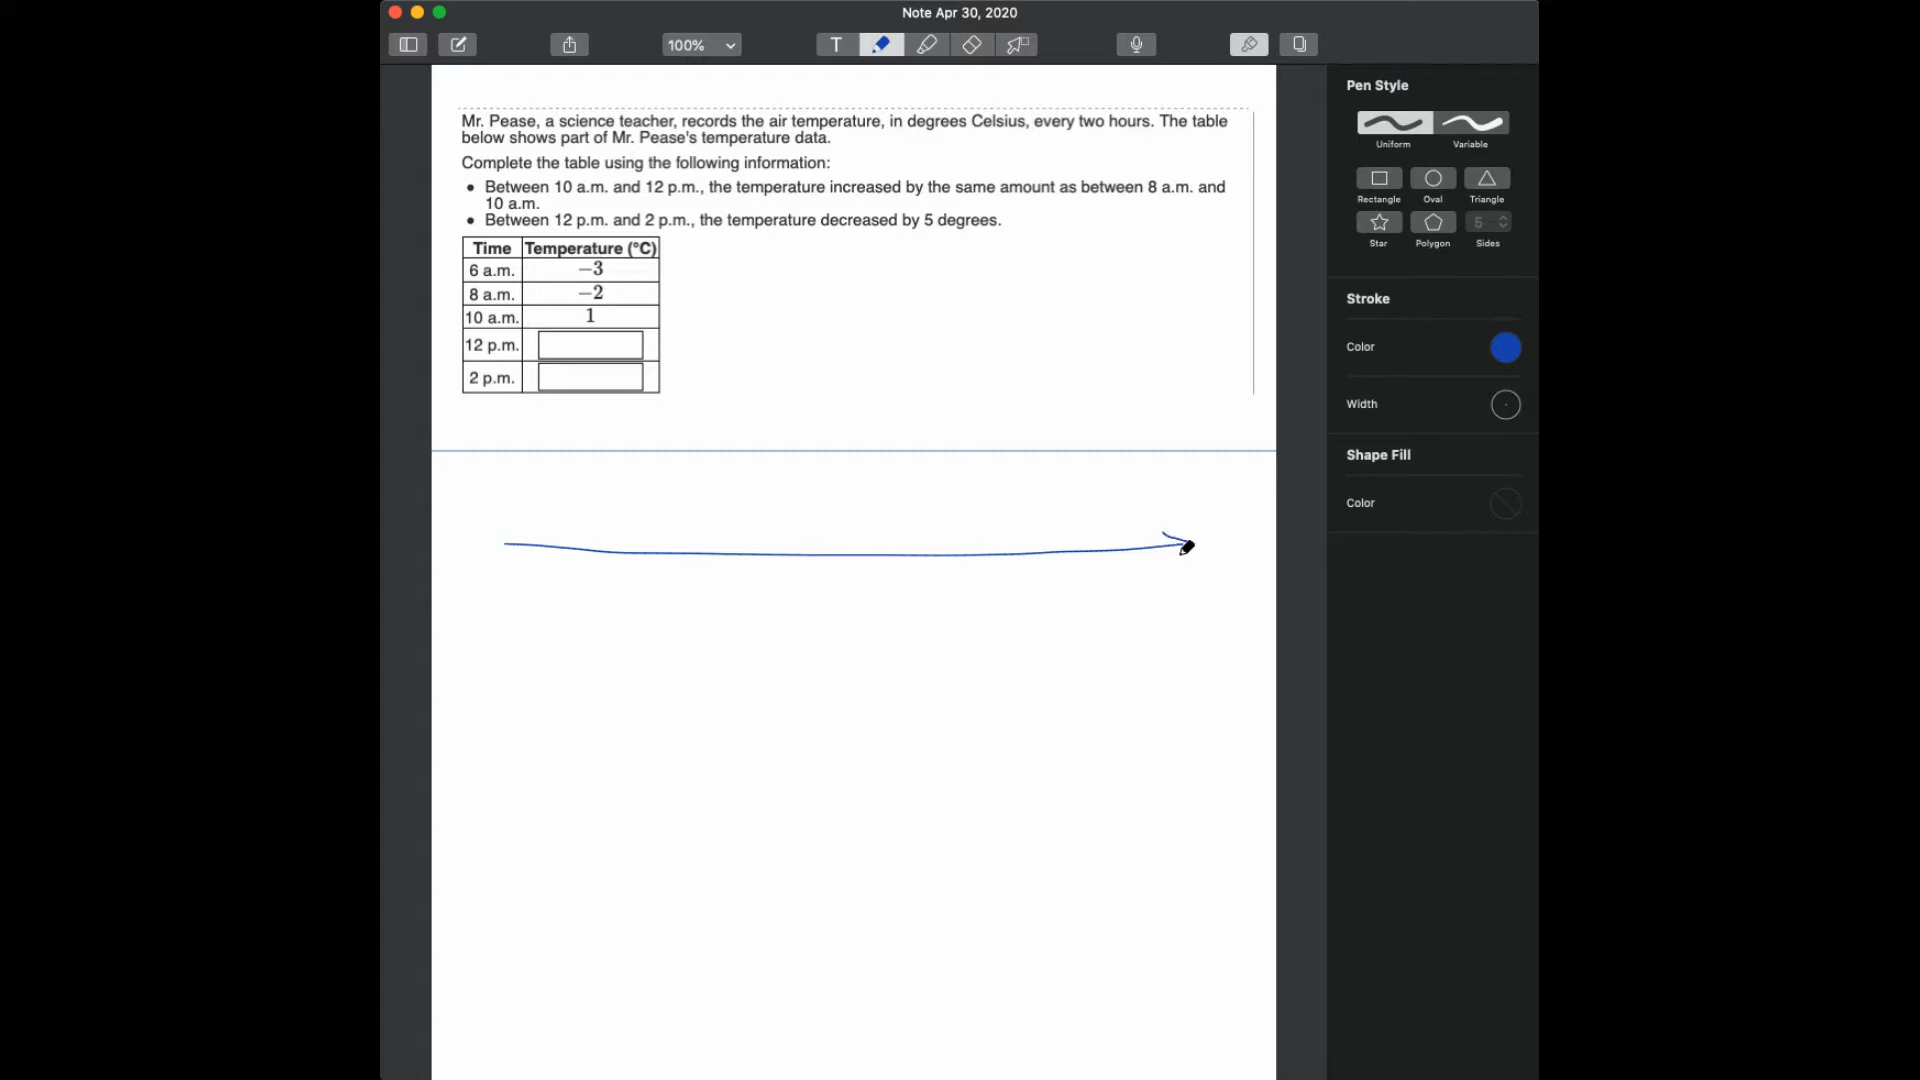 Note Apr 30, 2020
100%
T
Mr. Pease, a science teacher, records the air temperature, in degrees Celsius, every two hours. The table
below shows part of Mr. Pease's temperature data.
Complete the table using the following information:
• Between 10 a.m. and 12 p.m., the temperature increased by the same amount as between 8 a.m. and
10 a.m.
• Between 12 p.m. and 2 p.m., the temperature decreased by 5 degrees.
Time Temperature (°C)
6 a.m. −3
8 a.m. −2
10 a.m. 1
12 p.m.
2 p.m.
Pen Style
Uniform Variable
Rectangle Oval Triangle
5
Star Polygon Sides
Stroke
Color
Width
Shape Fill
Color